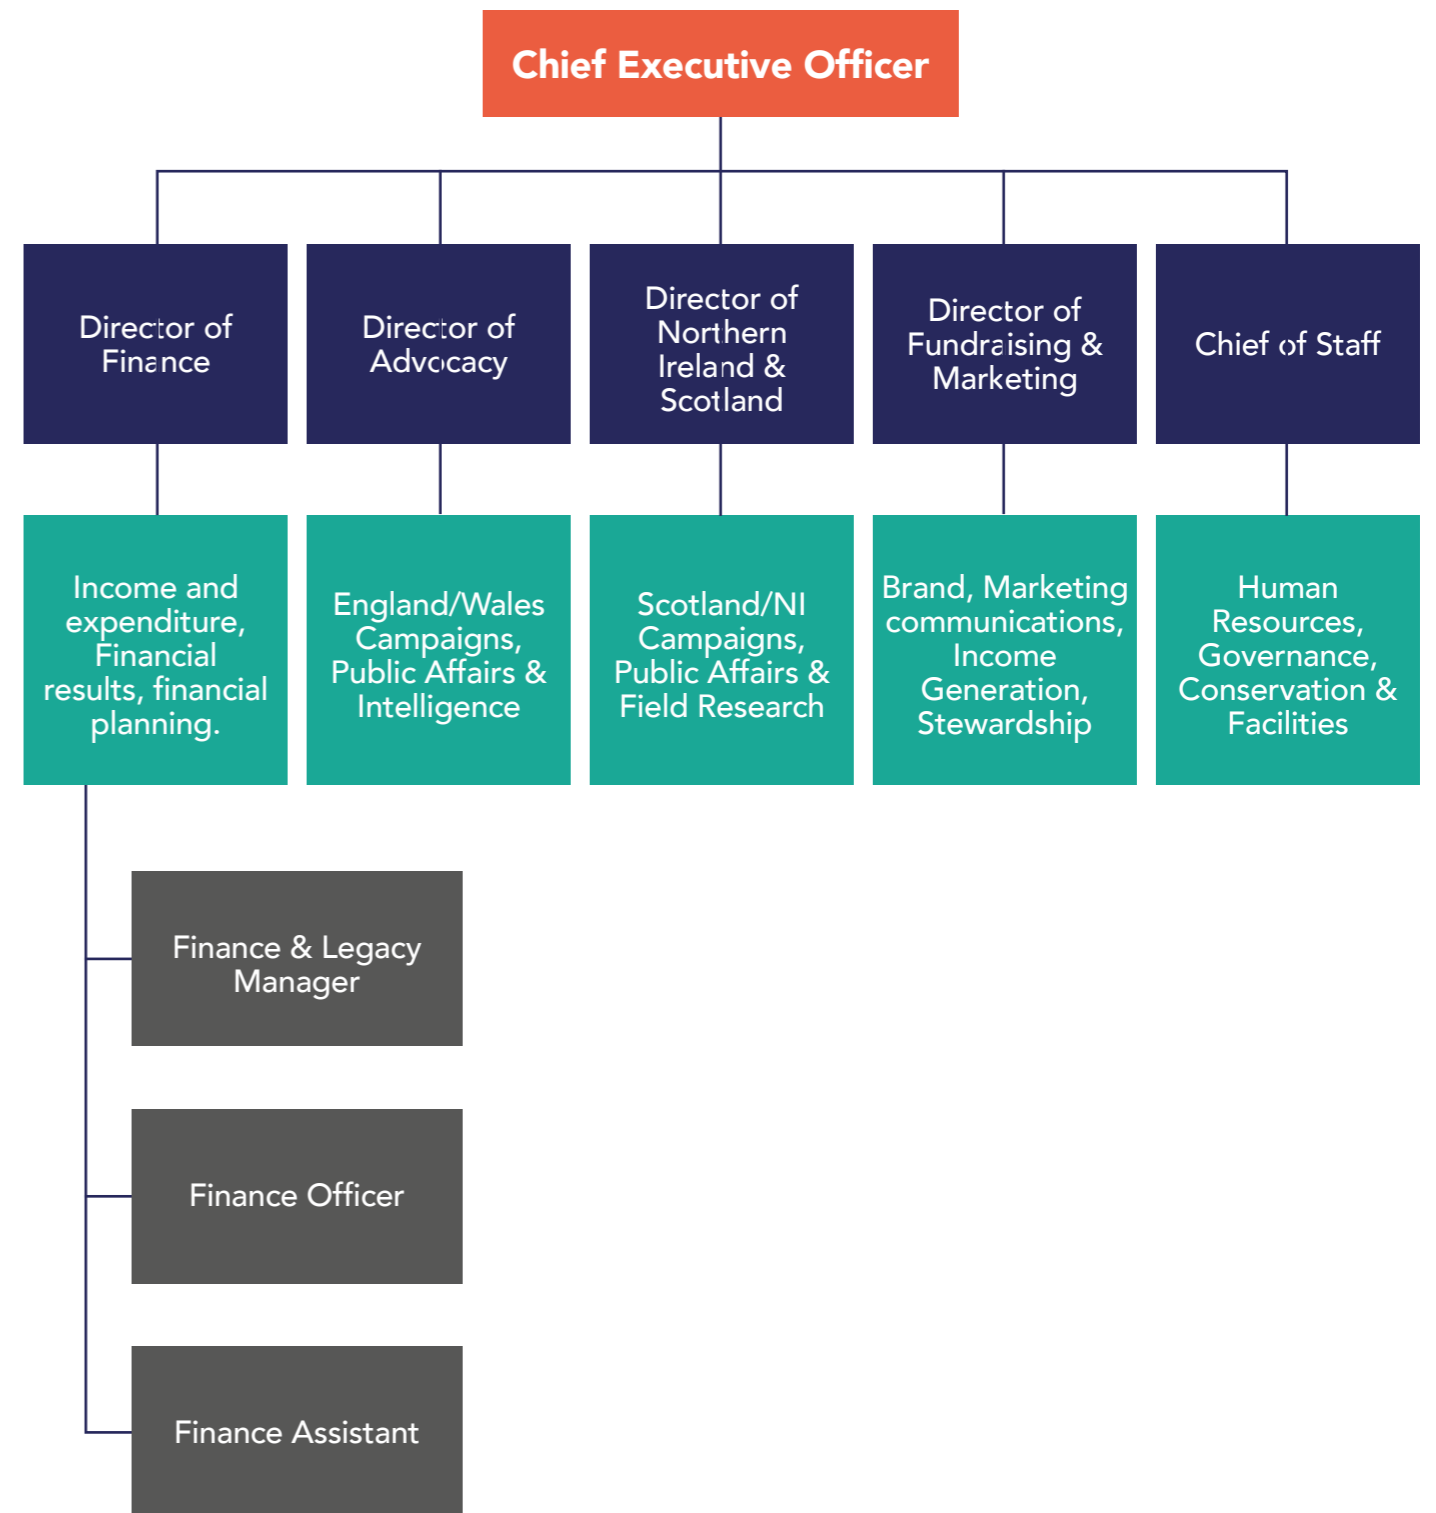 Chief Executive Officer
Director of
Finance
Director of
Advocacy
Director of
Northern
Ireland &
Scotland
Director of
Fundraising &
Marketing
Chief of Staff
Income and
expenditure,
Financial
results, financial
planning.
England/Wales
Campaigns,
Public Affairs &
Intelligence
Scotland/NI
Campaigns,
Public Affairs &
Field Research
Brand, Marketing
communications,
Income
Generation,
Stewardship
Human
Resources,
Governance,
Conservation &
Facilities
Finance & Legacy
Manager
Finance Officer
Finance Assistant